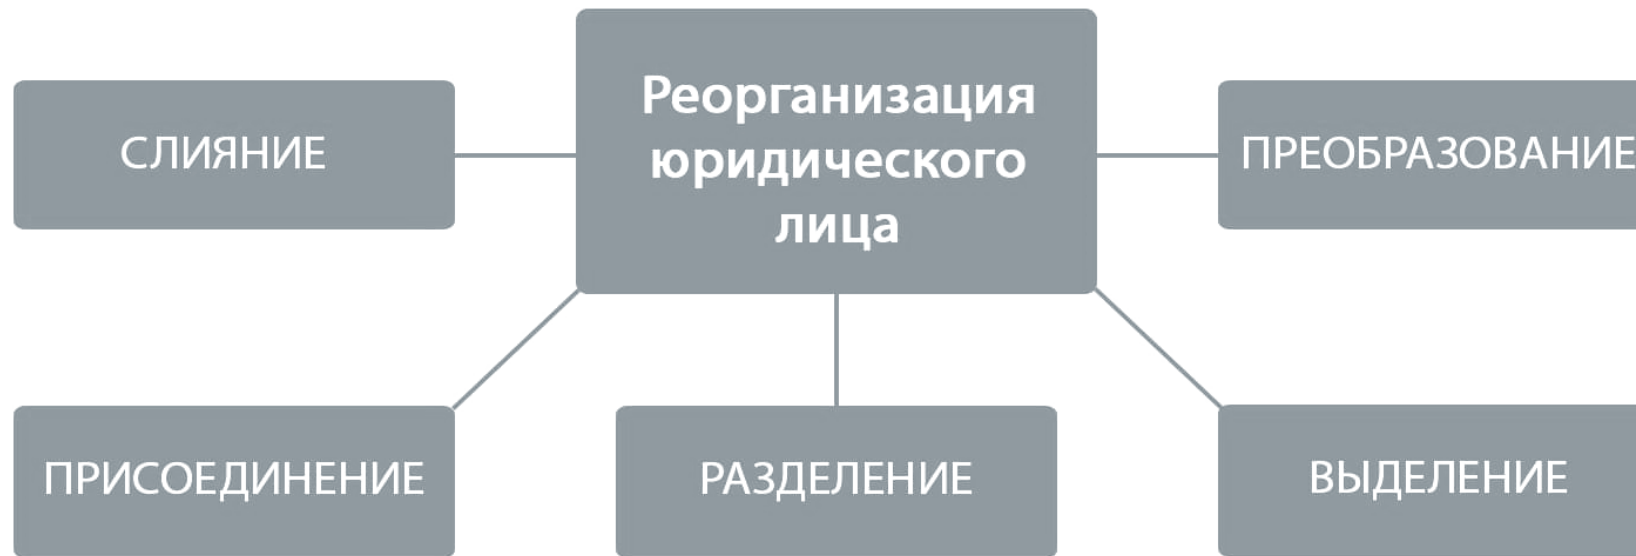 Реорганизация
юридического
лица
СЛИЯНИЕ
ПРЕОБРАЗОВАНИЕ
ПРИСОЕДИНЕНИЕ
РАЗДЕЛЕНИЕ
ВЫДЕЛЕНИЕ